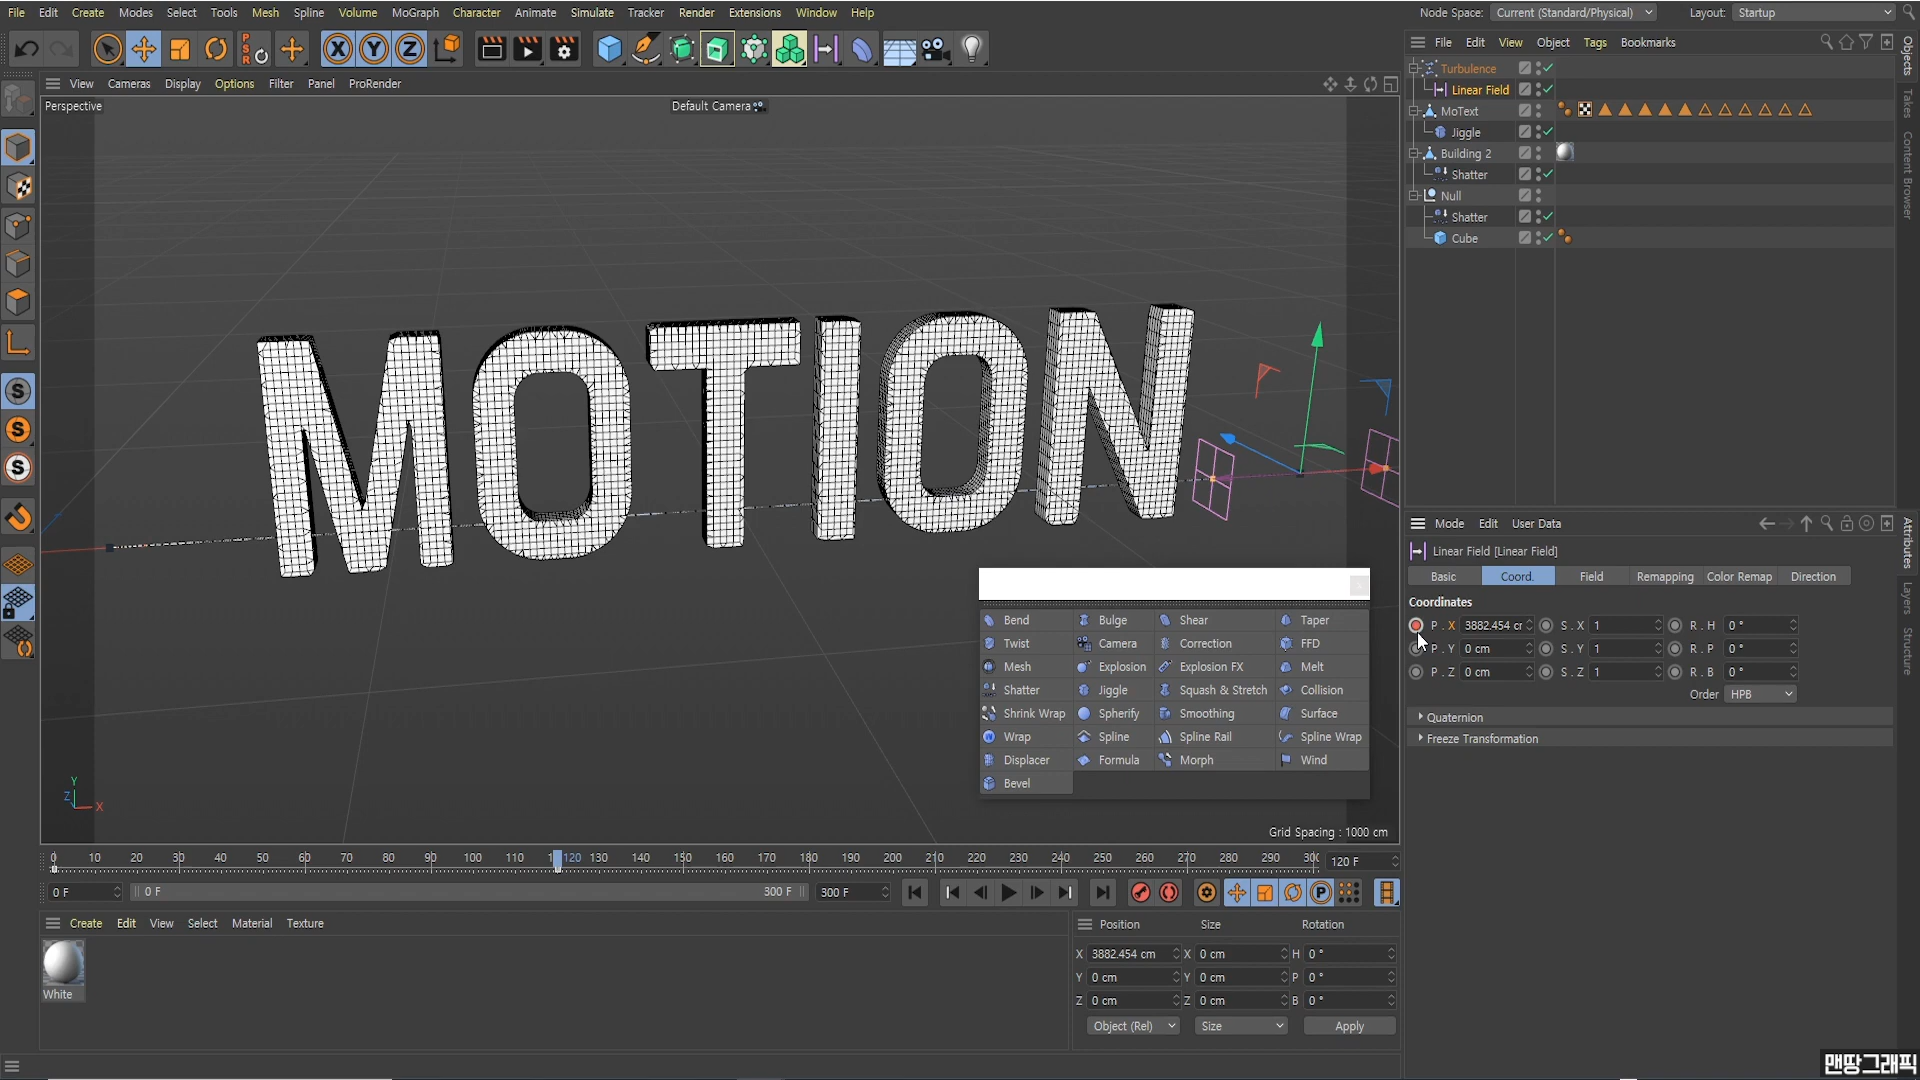 File Edit Create Modes Select Tools Mesh Spline Volume MoGraph Character Animate Simulate Tracker Render Extensions Window Help
Node Space: Current (Standard/Physical) Layout: Startup
PSR
X Y Z
View Cameras Display Options Filter Panel ProRender
Perspective
Default Camera
MOTION
Bend Bulge Shear Taper
Twist Camera Correction FFD
Mesh Explosion Explosion FX Melt
Shatter Jiggle Squash & Stretch Collision
Shrink Wrap Spherify Smoothing Surface
Wrap Spline Spline Rail Spline Wrap
Displacer Formula Morph Wind
Bevel
Y
Z X
Grid Spacing : 1000 cm
File Edit View Object Tags Bookmarks
Turbulence
Linear Field
MoText
Jiggle
Building 2
Shatter
Null
Shatter
Cube
Objects
Takes
Content Browser
Mode Edit User Data
Linear Field [Linear Field]
Basic Coord. Field Remapping Color Remap Direction
Coordinates
P . X 3882.454 cr S . X 1 R . H 0 °
P . Y 0 cm S . Y 1 R . P 0 °
P . Z 0 cm S . Z 1 R . B 0 °
Order HPB
Quaternion
Freeze Transformation
Attributes
Layers
Structure
0 10 20 30 40 50 60 70 80 90 100 110 120 130 140 150 160 170 180 190 200 210 220 230 240 250 260 270 280 290 120 F
0 F 0 F 300 F 300 F
Create Edit View Select Material Texture
White
Position Size Rotation
X 3882.454 cm X 0 cm H 0 °
Y 0 cm Y 0 cm P 0 °
Z 0 cm Z 0 cm B 0 °
Object (Rel) Size Apply
맨땅그래픽